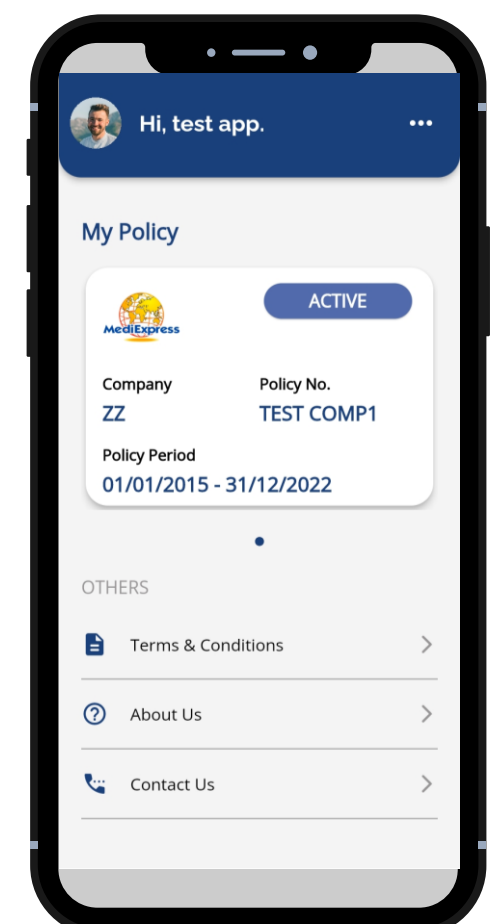 Hi, test app.
My Policy
MediExpress
ACTIVE
Company
Policy No.
ZZ
TEST COMP1
Policy Period
01/01/2015 - 31/12/2022
OTHERS
Terms & Conditions
About Us
Contact Us